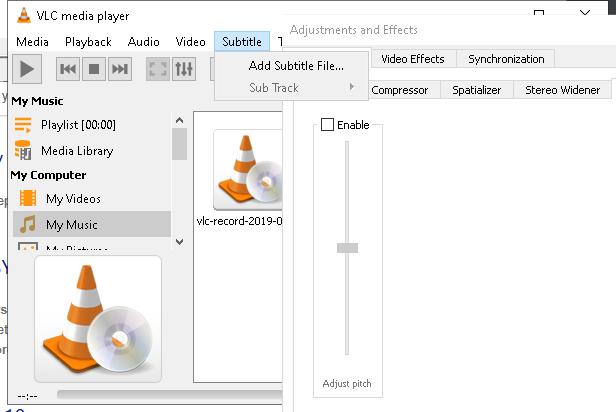 VLC media player
Adjustments and Effects
Media Playback Audio Video Subtitle
Video Effects Synchronization
Add Subtitle File...
Sub Track
Compressor Spatializer Stereo Widener
My Music
Playlist [00:00]
Media Library
My Computer
My Videos
My Music
My Pictures
Enable
vlc-record-2019-0
Adjust pitch
--:--